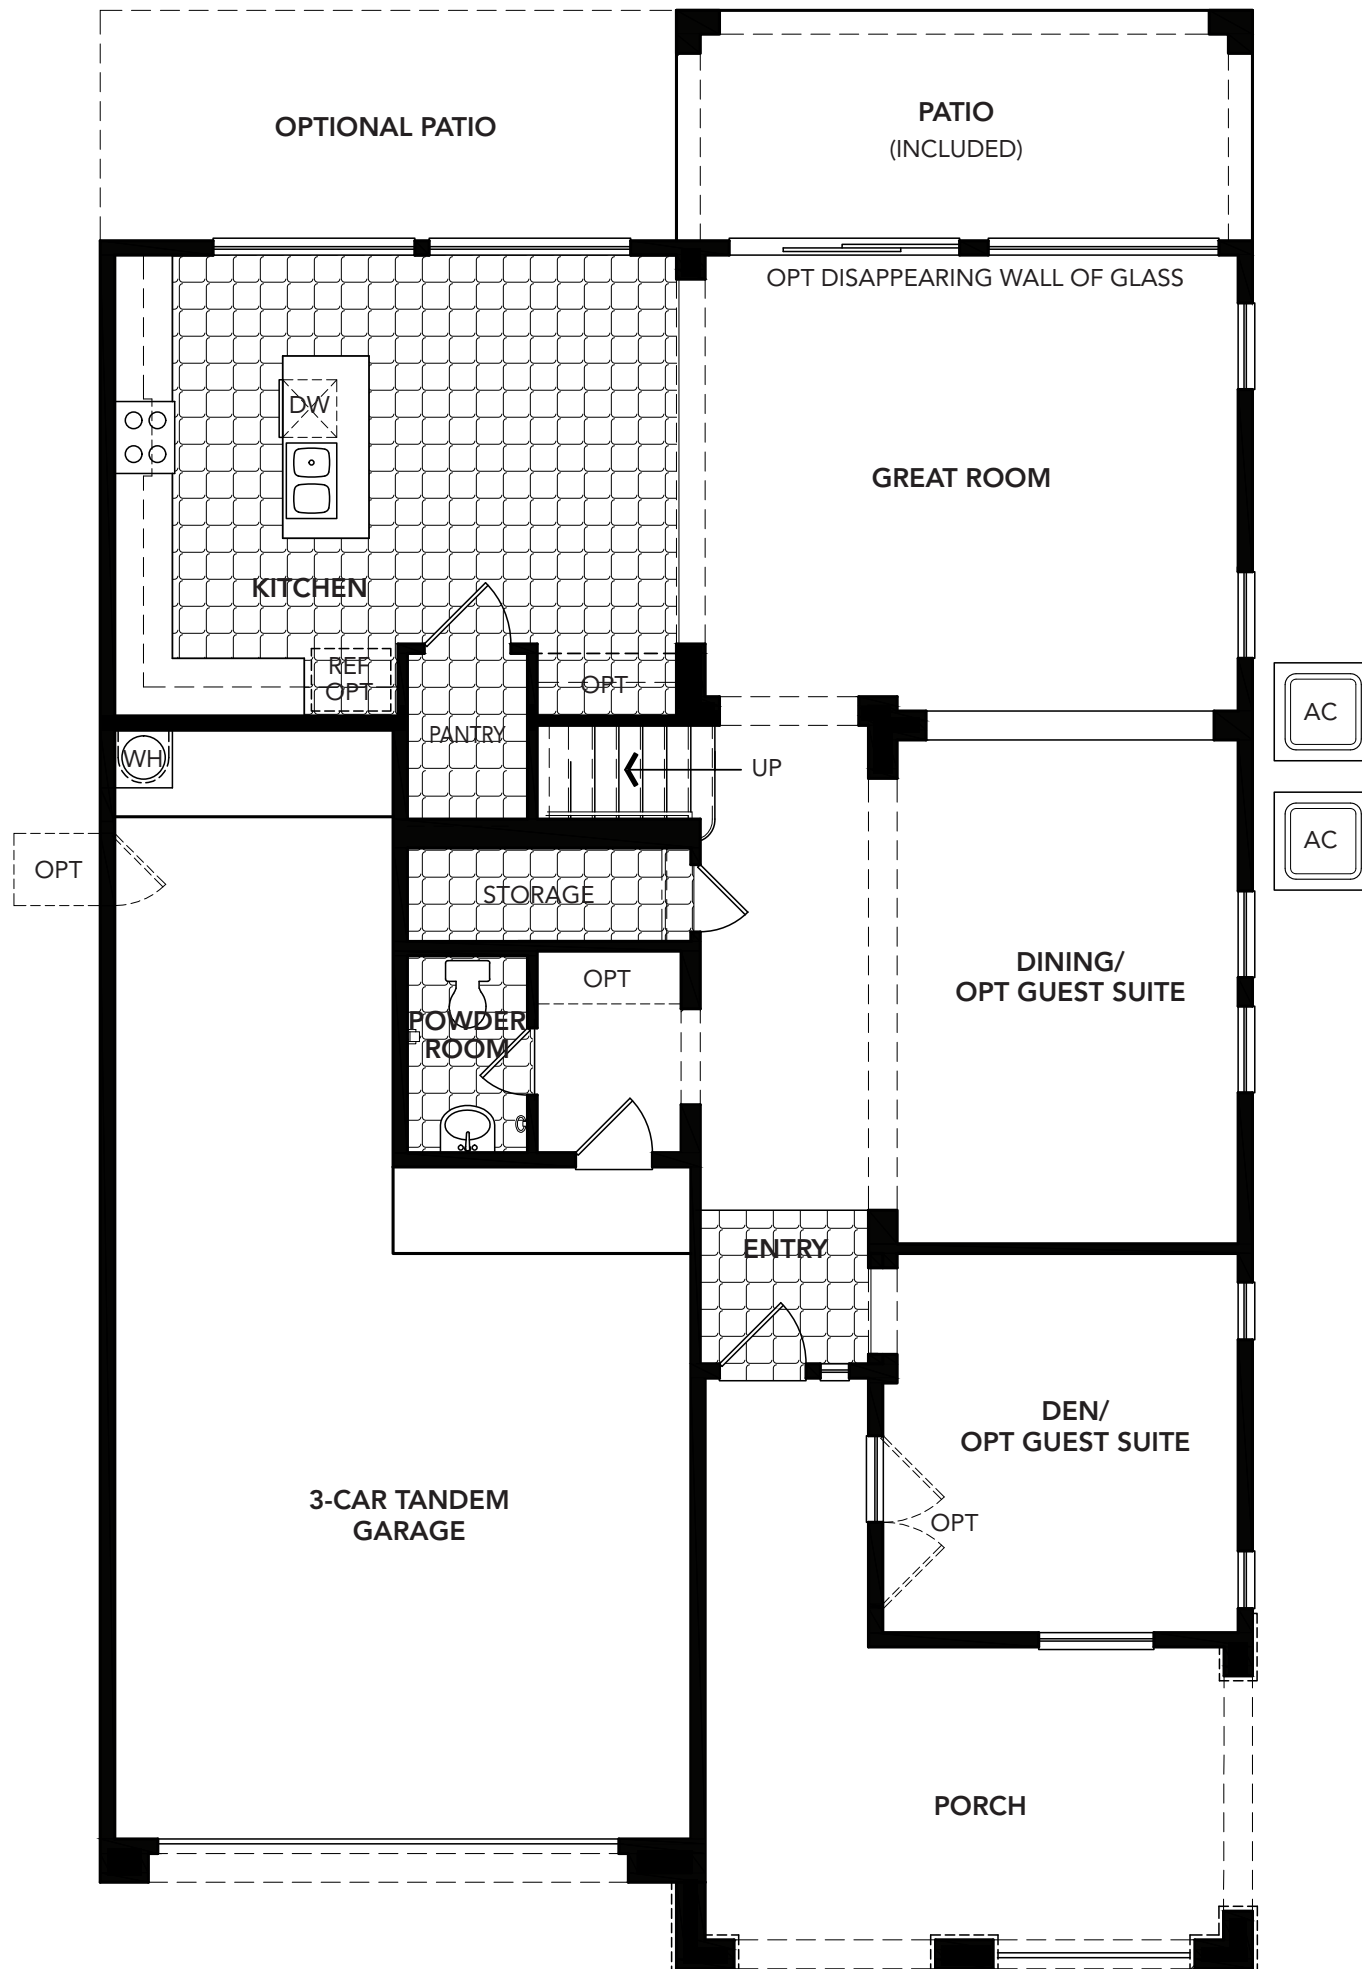 OPTIONAL PATIO
PATIO
(INCLUDED)
OPT DISAPPEARING WALL OF GLASS
DW
GREAT ROOM
KITCHEN
REF
OPT
OPT
PANTRY
AC
WH
UP
AC
OPT
STORAGE
DINING/
OPT GUEST SUITE
OPT
POWDER
ROOM
ENTRY
DEN/
OPT GUEST SUITE
3-CAR TANDEM
GARAGE
OPT
PORCH